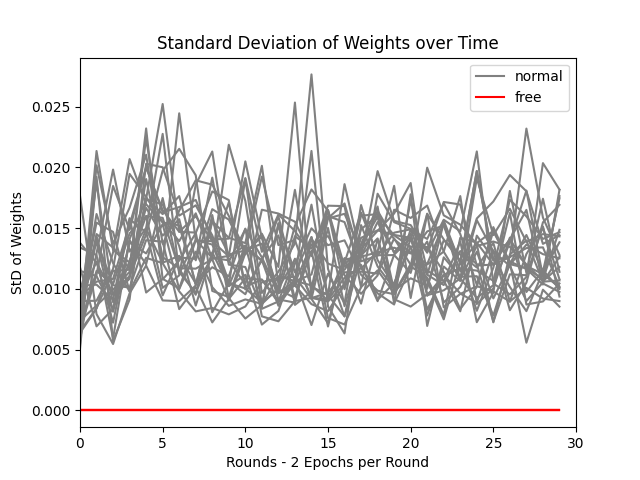 Standard Deviation of Weights over Time
normal
free
StD of Weights
0.025
0.020
0.015
0.010
0.005
0.000
0 5 10 15 20 25 30
Rounds - 2 Epochs per Round